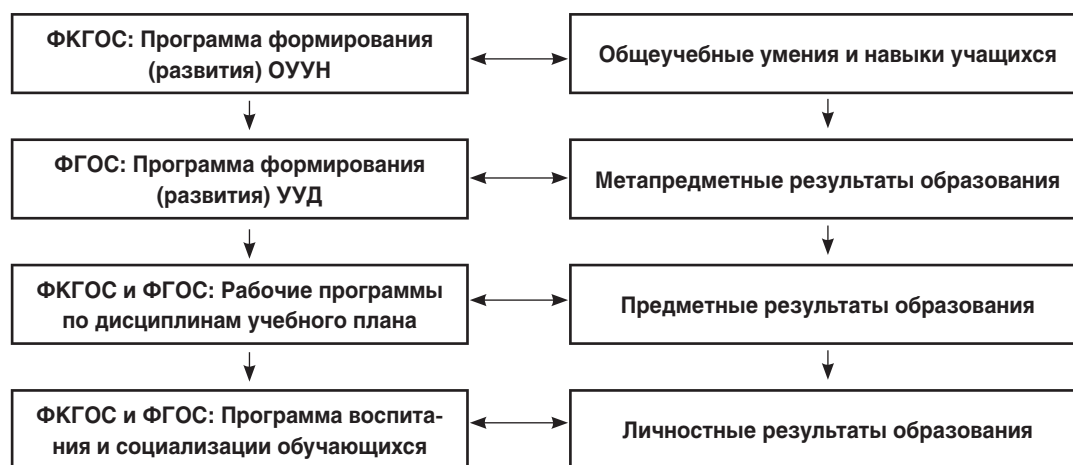 ФКГОС: Программа формирования
(развития) ОУУН
Общеучебные умения и навыки учащихся
ФГОС: Программа формирования
(развития) УУД
Метапредметные результаты образования
ФКГОС и ФГОС: Рабочие программы
по дисциплинам учебного плана
Предметные результаты образования
ФКГОС и ФГОС: Программа воспита-
ния и социализации обучающихся
Личностные результаты образования